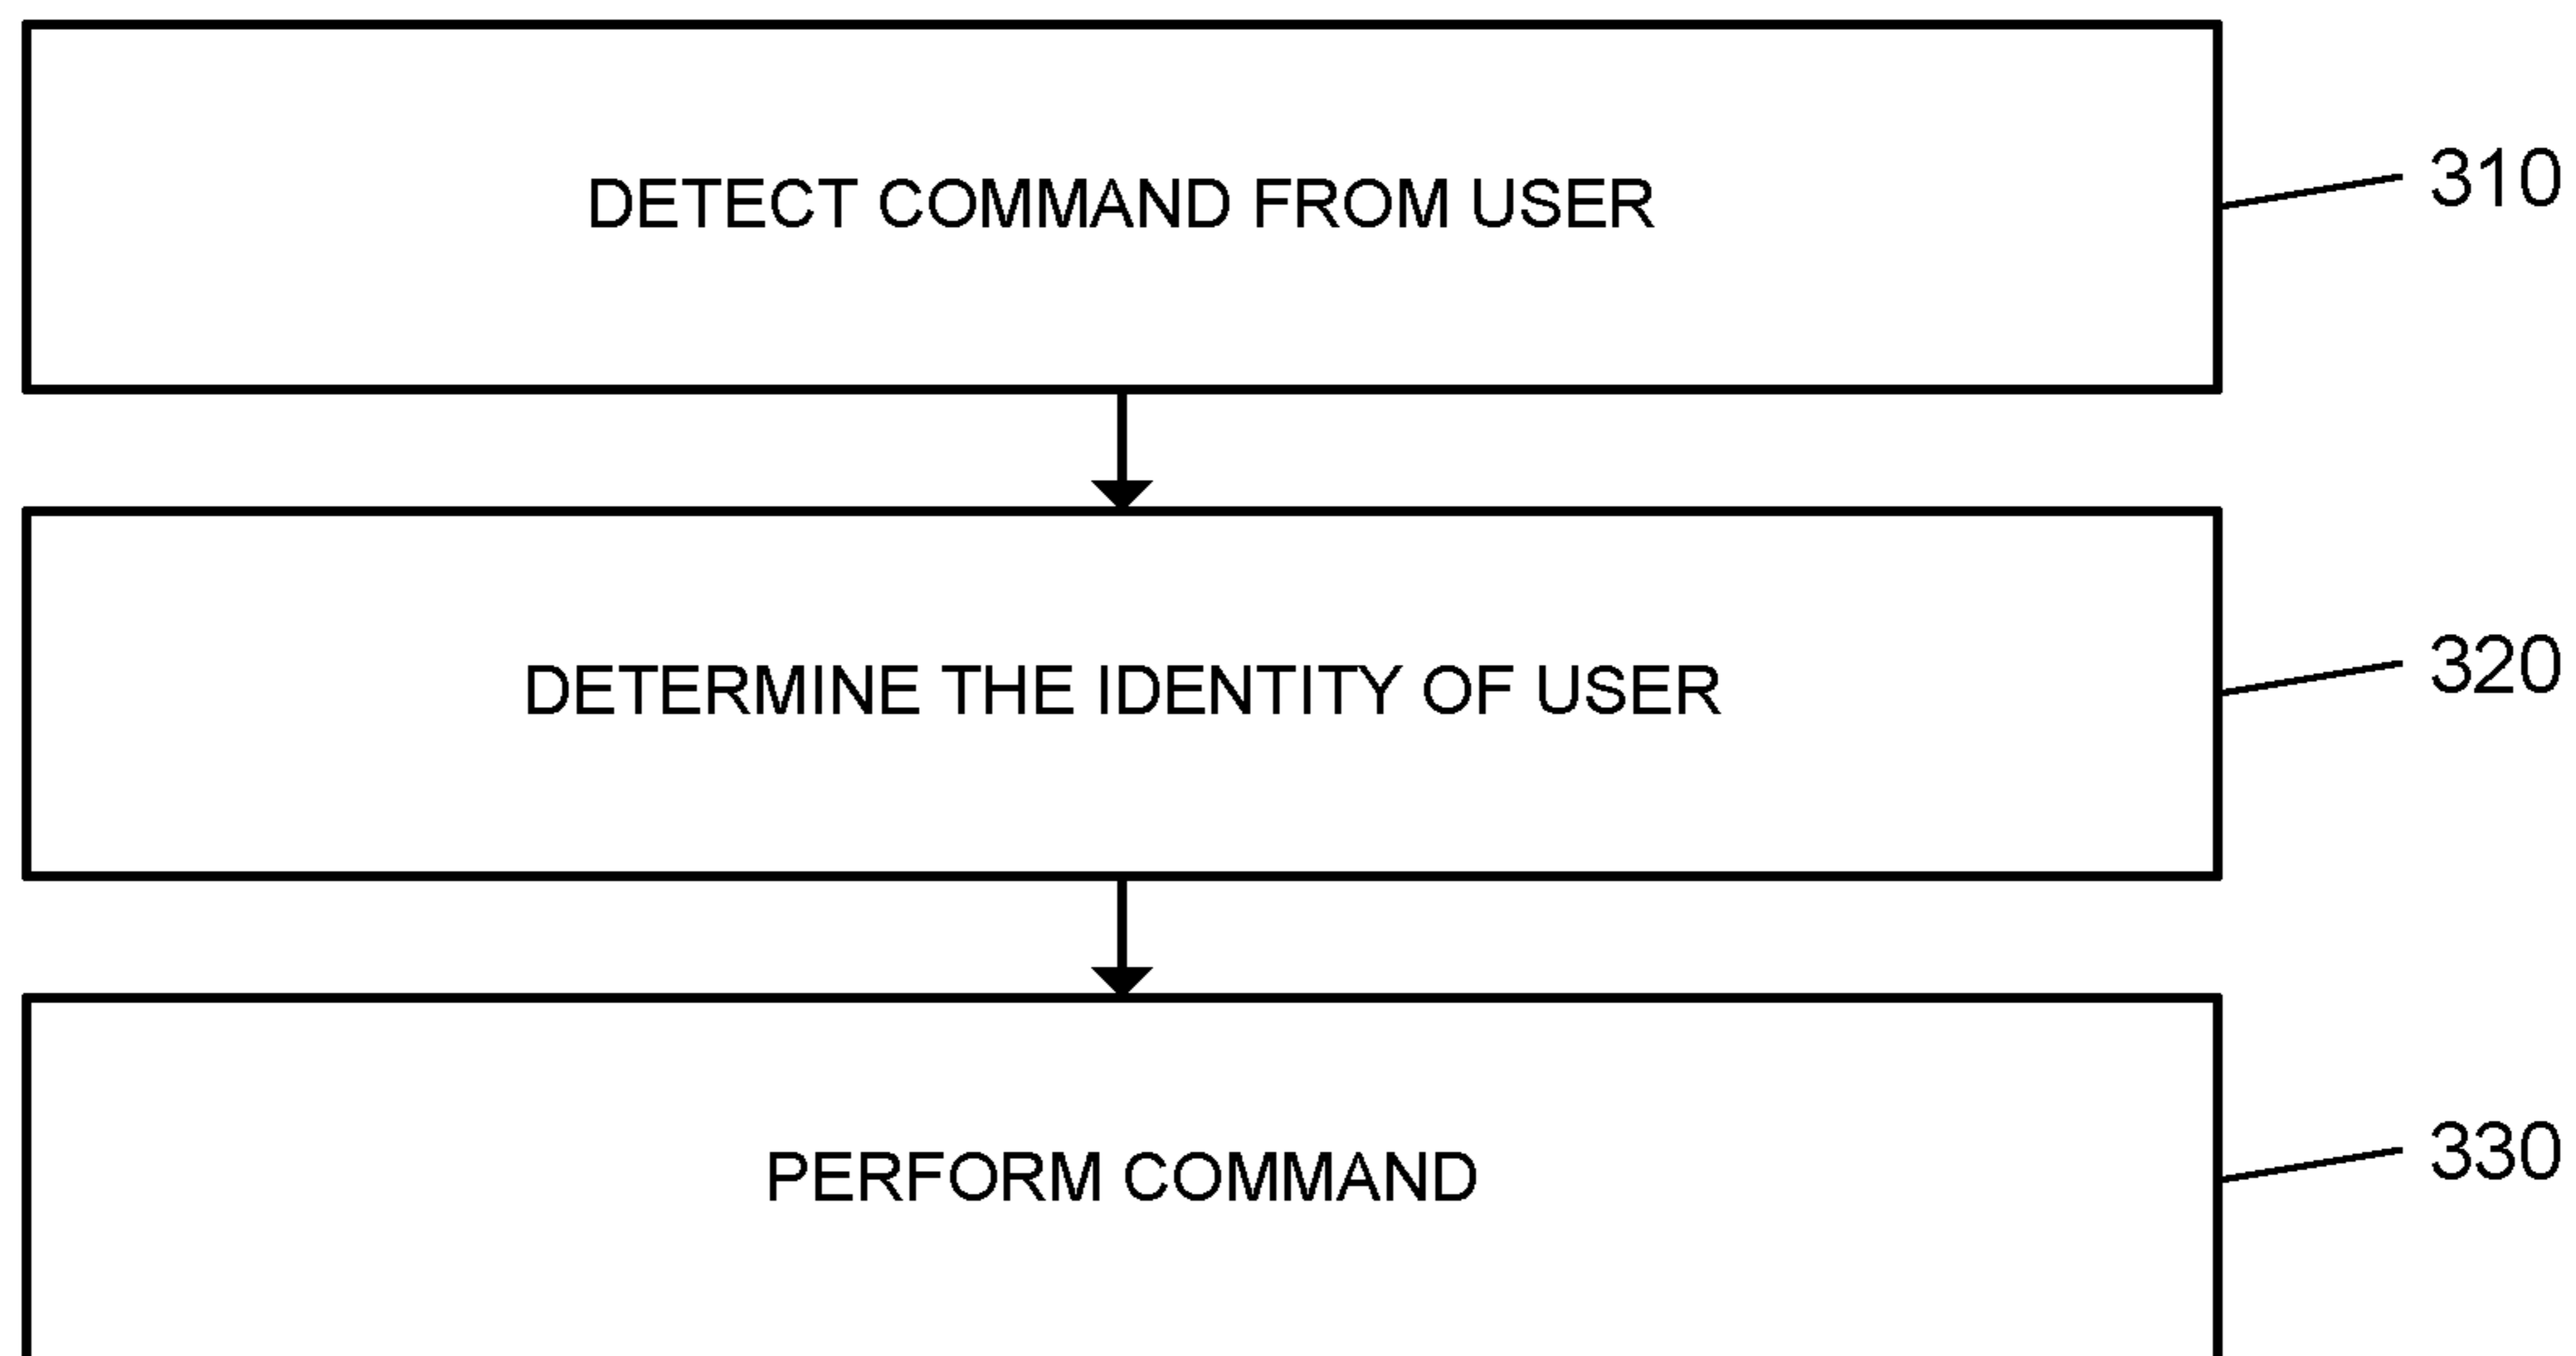 DETECT COMMAND FROM USER
310
DETERMINE THE IDENTITY OF USER
320
PERFORM COMMAND
330